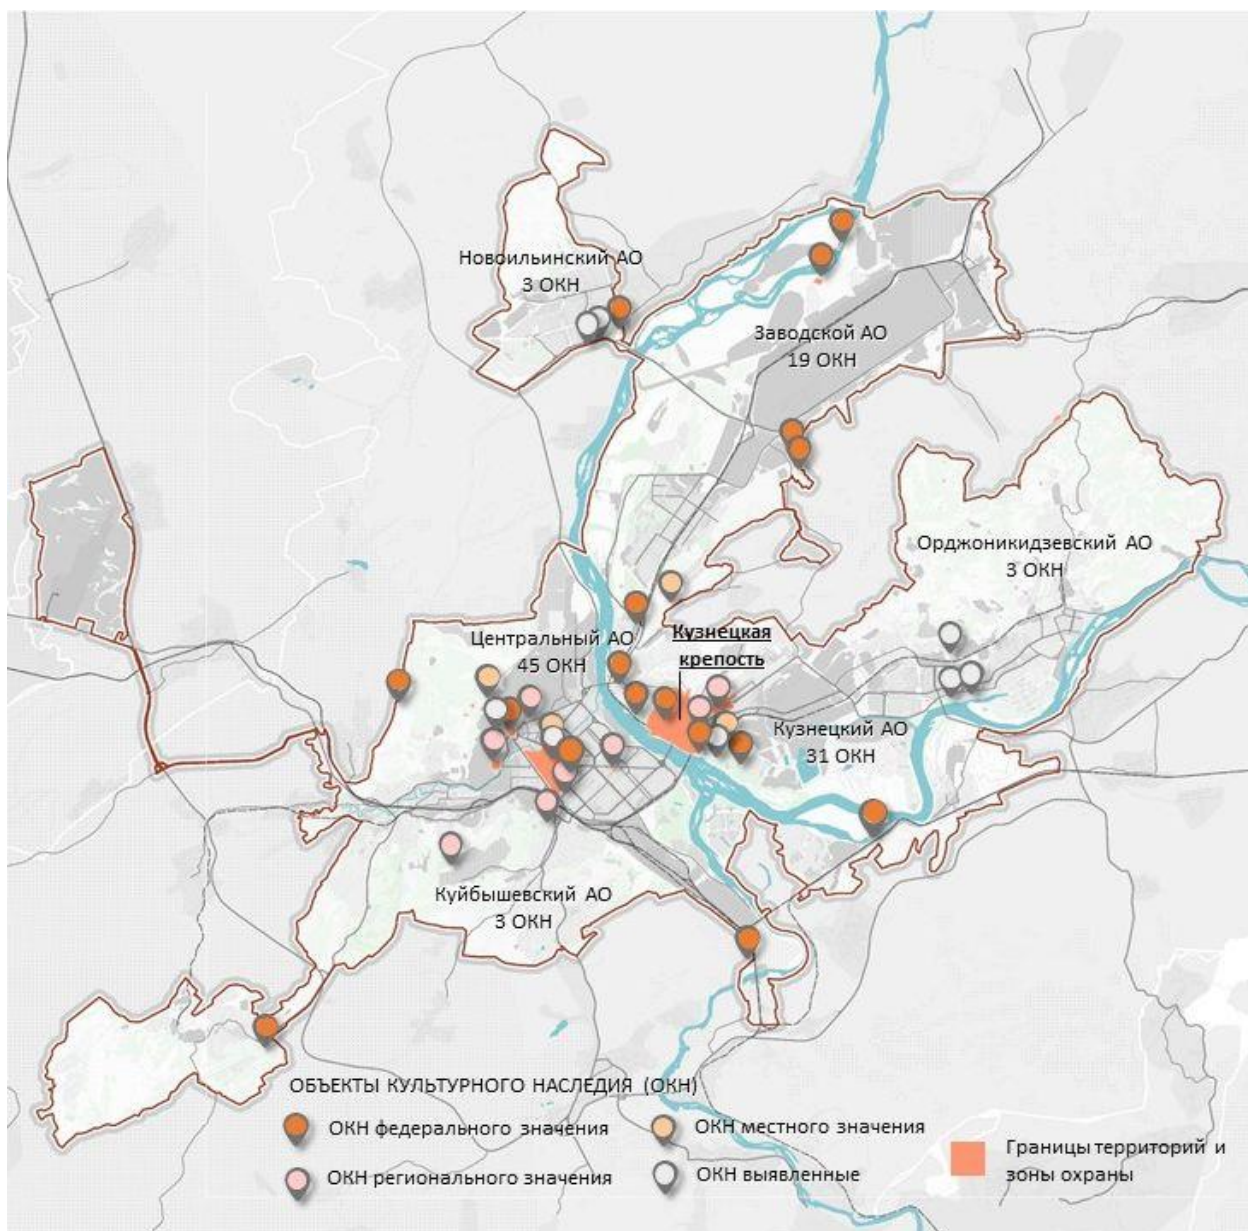 Новоильинский АО
3 ОКН
Заводской АО
19 ОКН
Орджоникидзевский АО
3 ОКН
Кузнецкая
крепость
Центральный АО
45 ОКН
Кузнецкий АО
31 ОКН
Куйбышевский АО
3 ОКН
ОБЪЕКТЫ КУЛЬТУРНОГО НАСЛЕДИЯ (ОКН)
ОКН федерального значения
ОКН местного значения
ОКН регионального значения
ОКН выявленные
Границы территорий и
зоны охраны